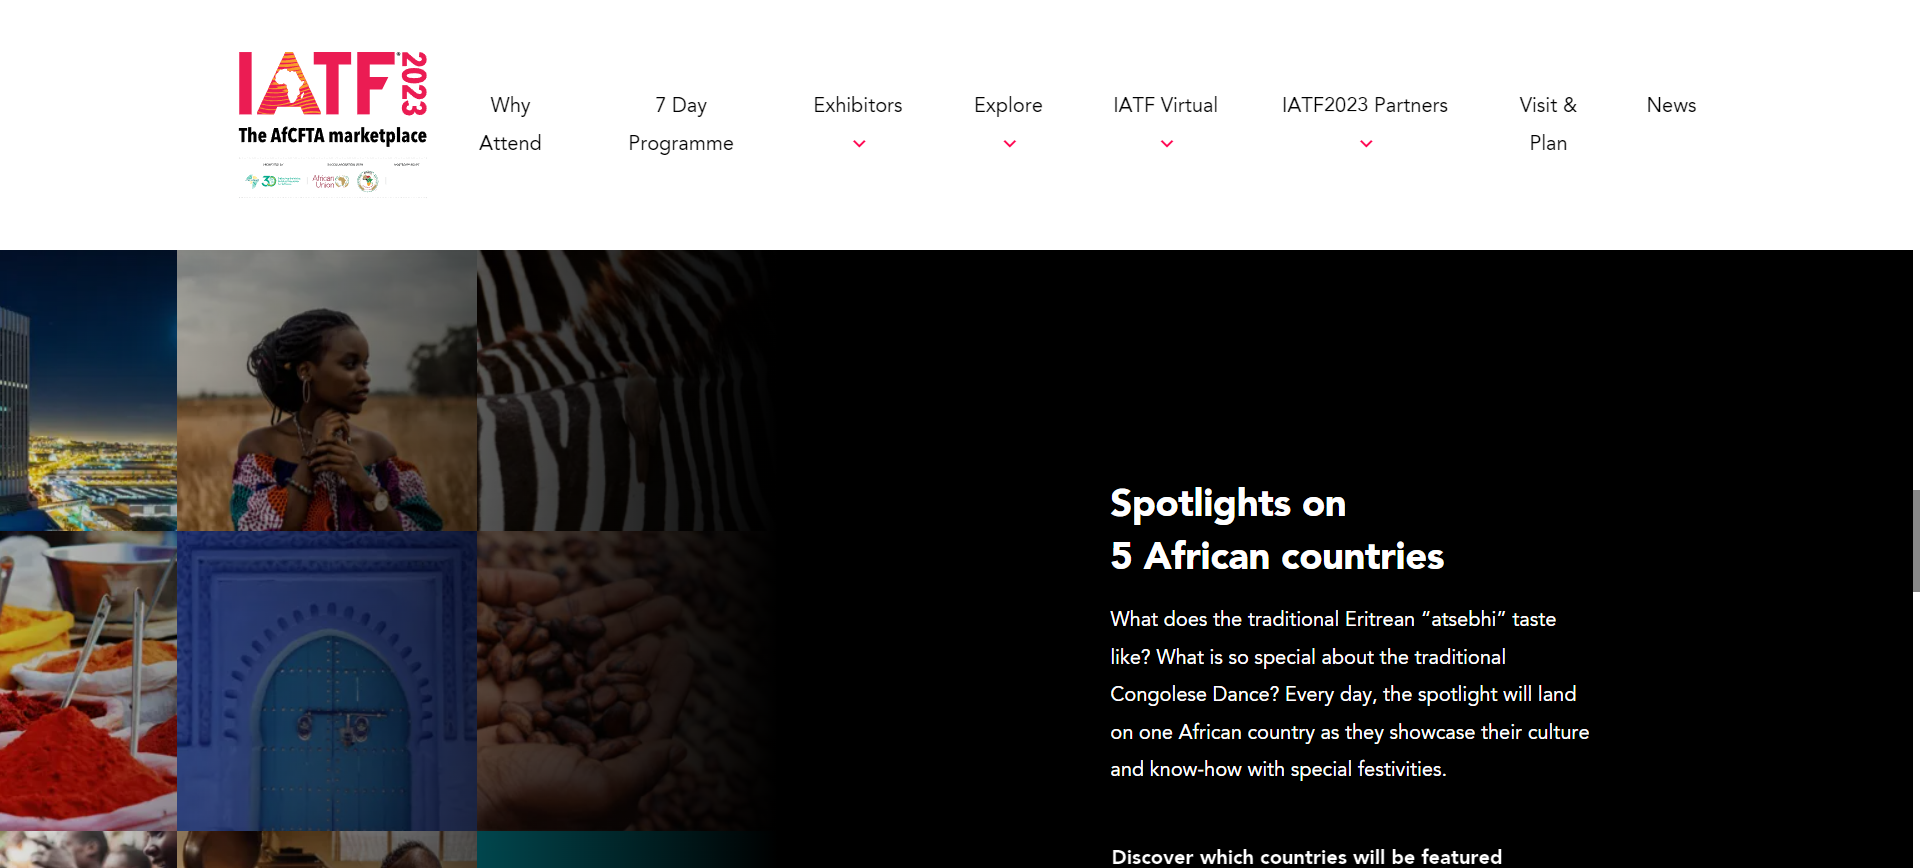 IATF 2023
The AfCFTA marketplace
30
African Union
Why Attend
7 Day Programme
Exhibitors
Explore
IATF Virtual
IATF2023 Partners
Visit & Plan
News
Spotlights on
5 African countries
What does the traditional Eritrean “atsebhi” taste
like? What is so special about the traditional
Congolese Dance? Every day, the spotlight will land
on one African country as they showcase their culture
and know-how with special festivities.
Discover which countries will be featured